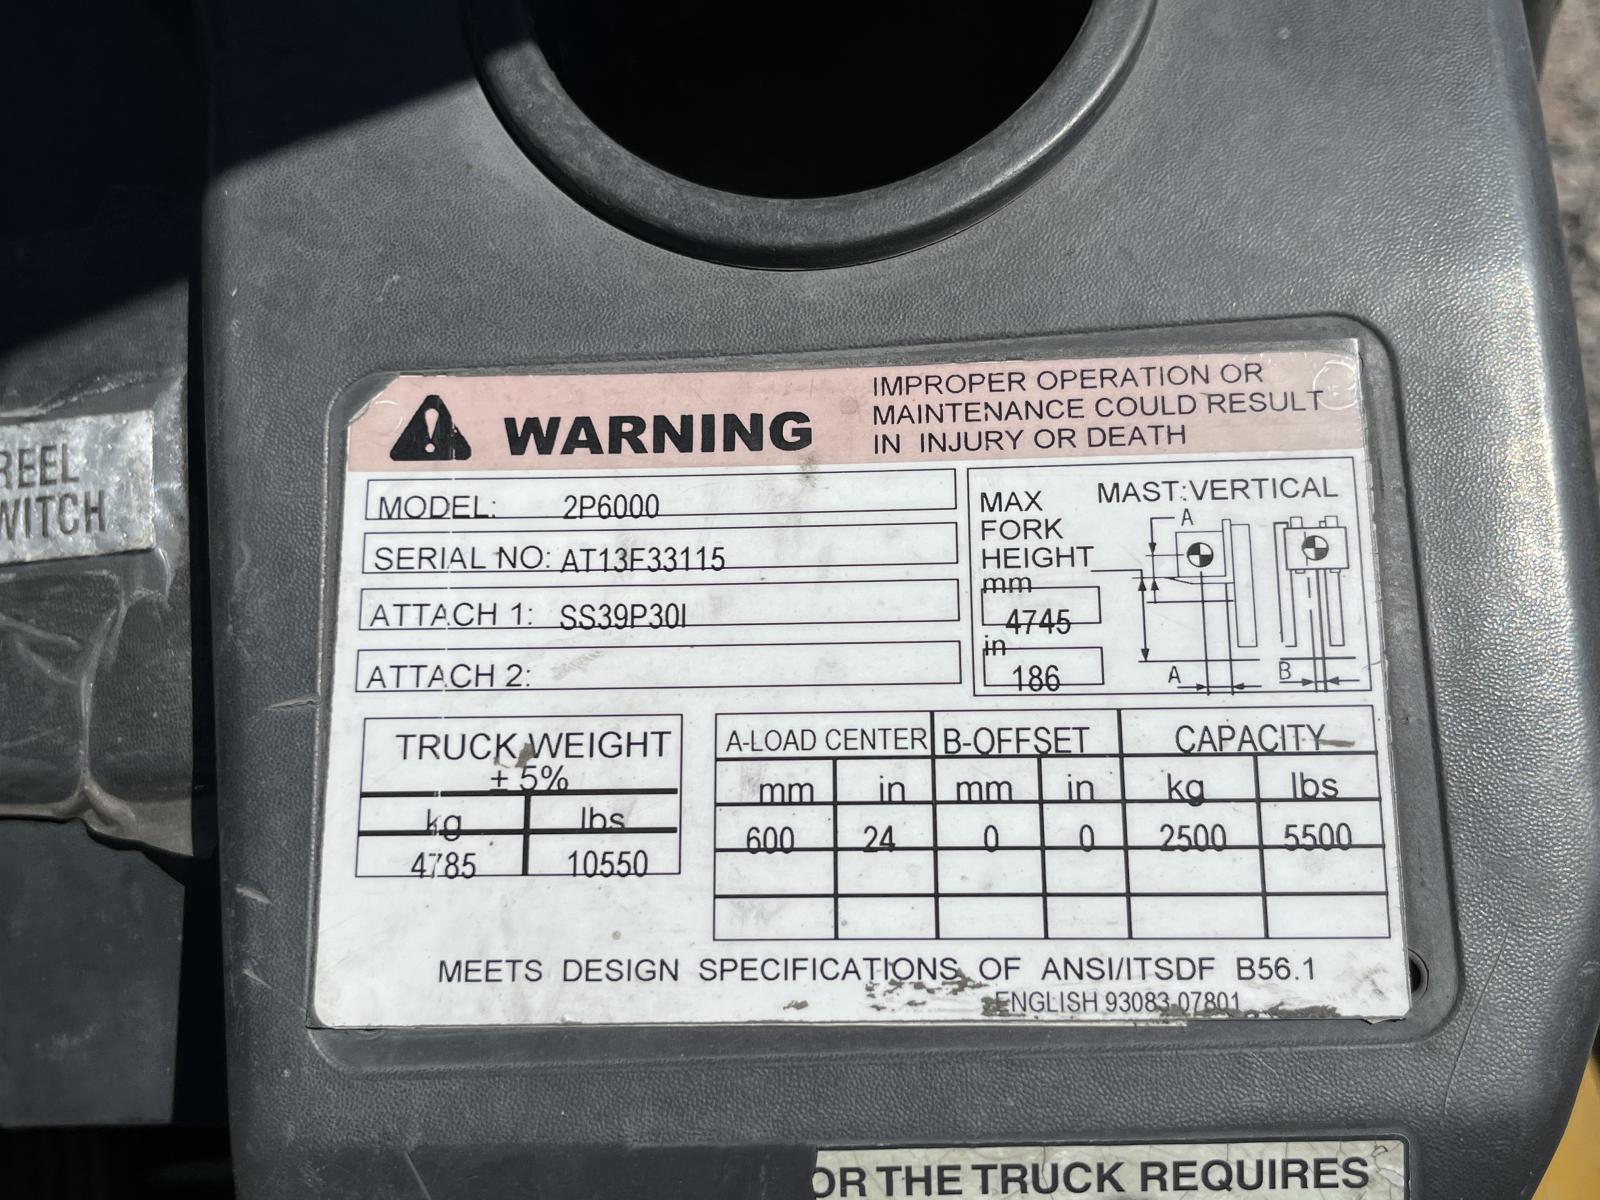 REEL
WITCH
WARNING
IMPROPER OPERATION OR
MAINTENANCE COULD RESULT
IN INJURY OR DEATH
MODEL: 2P6000
SERIAL NO: AT13F33115
ATTACH 1: SS39P30I
ATTACH 2:
MAX
FORK
HEIGHT
mm
4745
in
186
MAST:VERTICAL
A
A
B
TRUCK WEIGHT
± 5%
kg lbs
4785 10550
A-LOAD CENTER B-OFFSET CAPACITY
mm in mm in kg lbs
600 24 0 0 2500 5500
MEETS DESIGN SPECIFICATIONS OF ANSI/ITSDF B56.1
ENGLISH 93083-07801
OR THE TRUCK REQUIRES